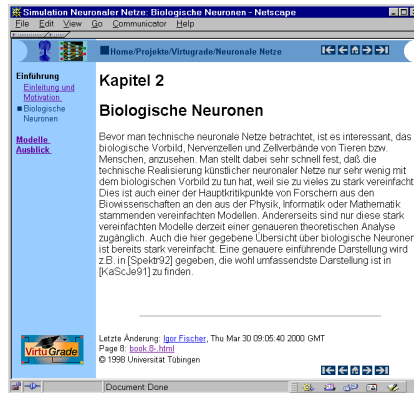 Simulation Neuronaler Netze: Biologische Neuronen - Netscape
File Edit View Go Communicator Help
Home/Projekte/Virtugrade/Neuronale Netze
Einführung
Einleitung und
Motivation
Biologische
Neuronen
Modelle
Ausblick
Kapitel 2
Biologische Neuronen
Bevor man technische neuronale Netze betrachtet, ist es interessant, das
biologische Vorbild, Nervenzellen und Zellverbände von Tieren bzw.
Menschen, anzusehen. Man stellt dabei sehr schnell fest, daß die
technische Realisierung künstlicher neuronaler Netze nur sehr wenig mit
dem biologischen Vorbild zu tun hat, weil sie zu vieles zu stark vereinfacht
Dies ist auch einer der Hauptkritikpunkte von Forschern aus den
Biowissenschaften an den aus der Physik, Informatik oder Mathematik
stammenden vereinfachten Modellen. Andererseits sind nur diese stark
vereinfachten Modelle derzeit einer genaueren theoretischen Analyse
zugänglich. Auch die hier gegebene Übersicht über biologische Neuronen
ist bereits stark vereinfacht. Eine genauere einführende Darstellung wird
z.B. in [Spektr92] gegeben, die wohl umfassendste Darstellung ist in
[KaScJe91] zu finden.
Letzte Änderung: Igor Fischer, Thu Mar 30 09:05:40 2000 GMT
Page 8: book.8-.html
© 1998 Universität Tübingen
VirtuGrade
Document Done